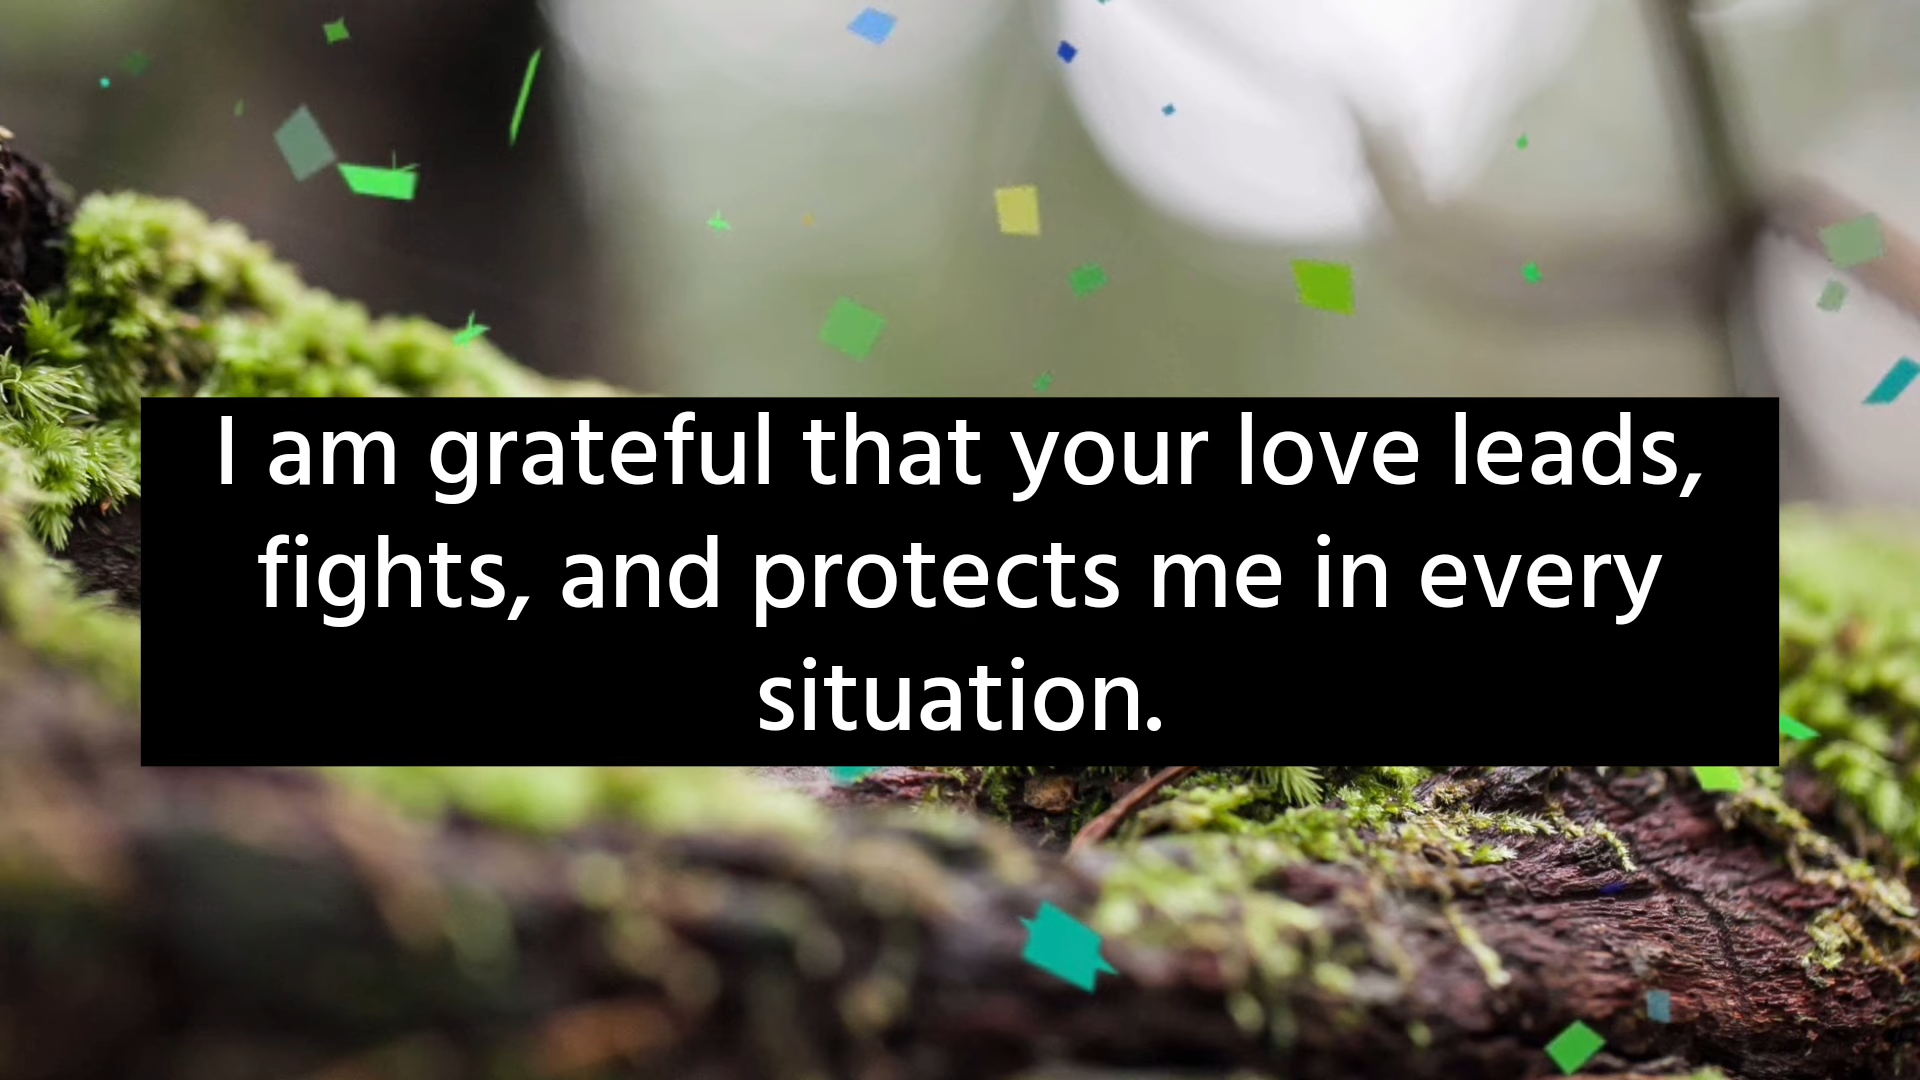 I am grateful that your love leads,
fights, and protects me in every
situation.